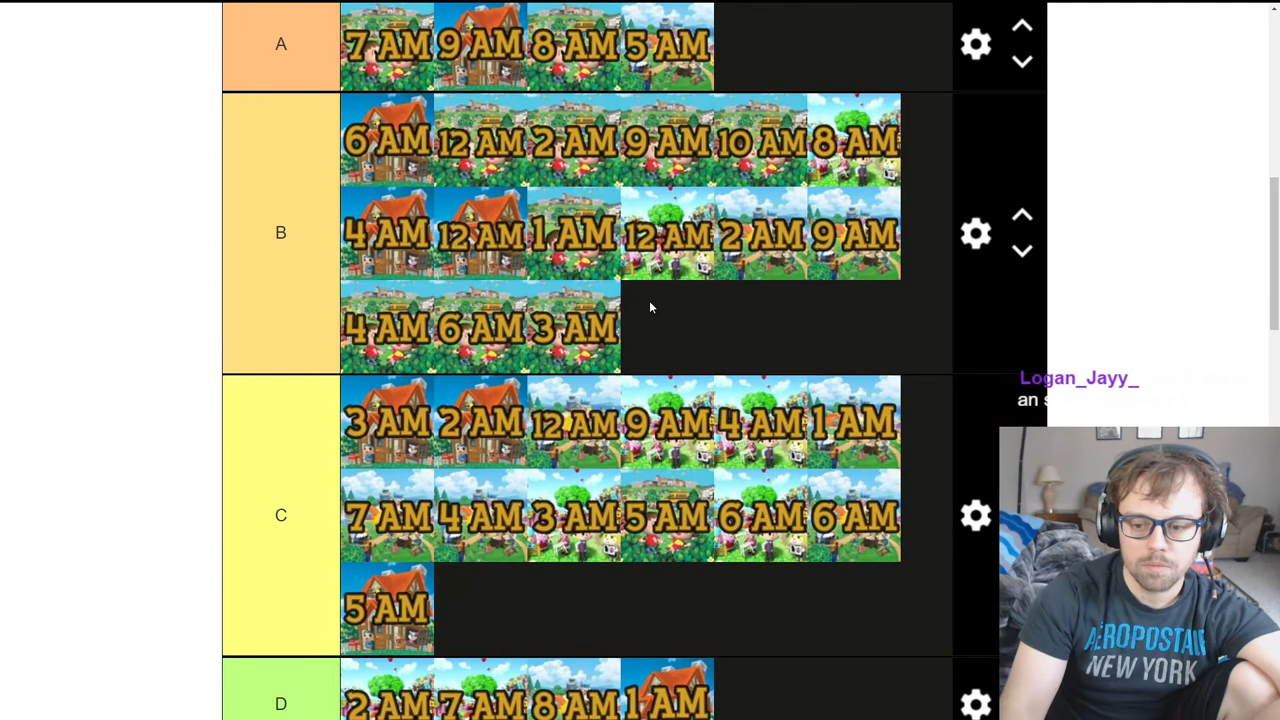 A
7 AM 9 AM 8 AM 5 AM
B
6 AM 12 AM 2 AM 9 AM 10 AM 8 AM
4 AM 12 AM 1 AM 12 AM 2 AM 9 AM
4 AM 6 AM 3 AM
C
3 AM 2 AM 12 AM 9 AM 4 AM 1 AM
7 AM 4 AM 3 AM 5 AM 6 AM 6 AM
5 AM
D
2 AM 7 AM 8 AM 1 AM
Logan_Jayy_
an
AÉROPOSTALE
NEW YORK